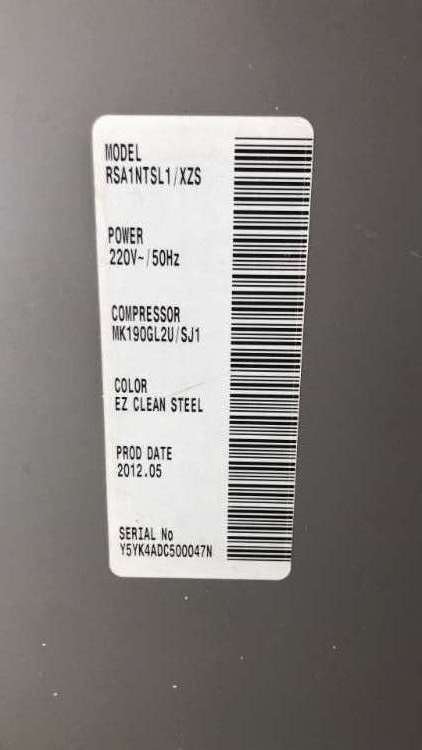 MODEL
RSA1NTSL1/XZS
POWER
220V~/50Hz
COMPRESSOR
MK190GL2U/SJ1
COLOR
EZ CLEAN STEEL
PROD DATE
2012.05
SERIAL No
Y5YK4ADC500047N